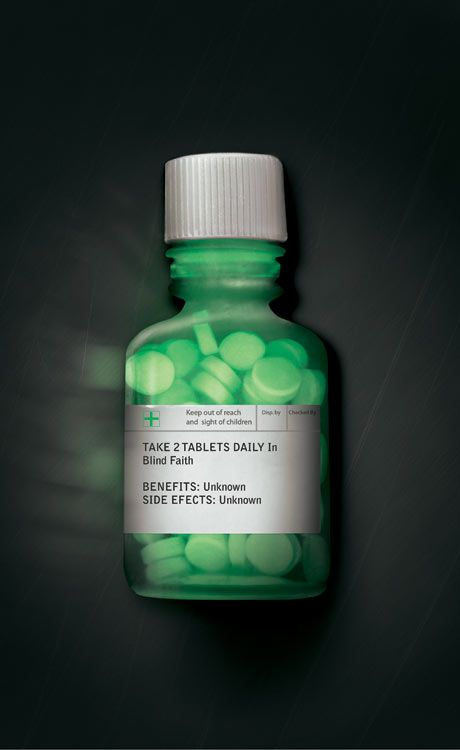 Keep out of reach
and sight of children
Disp. by
Checked By
TAKE 2 TABLETS DAILY In
Blind Faith
BENEFITS: Unknown
SIDE EFECTS: Unknown